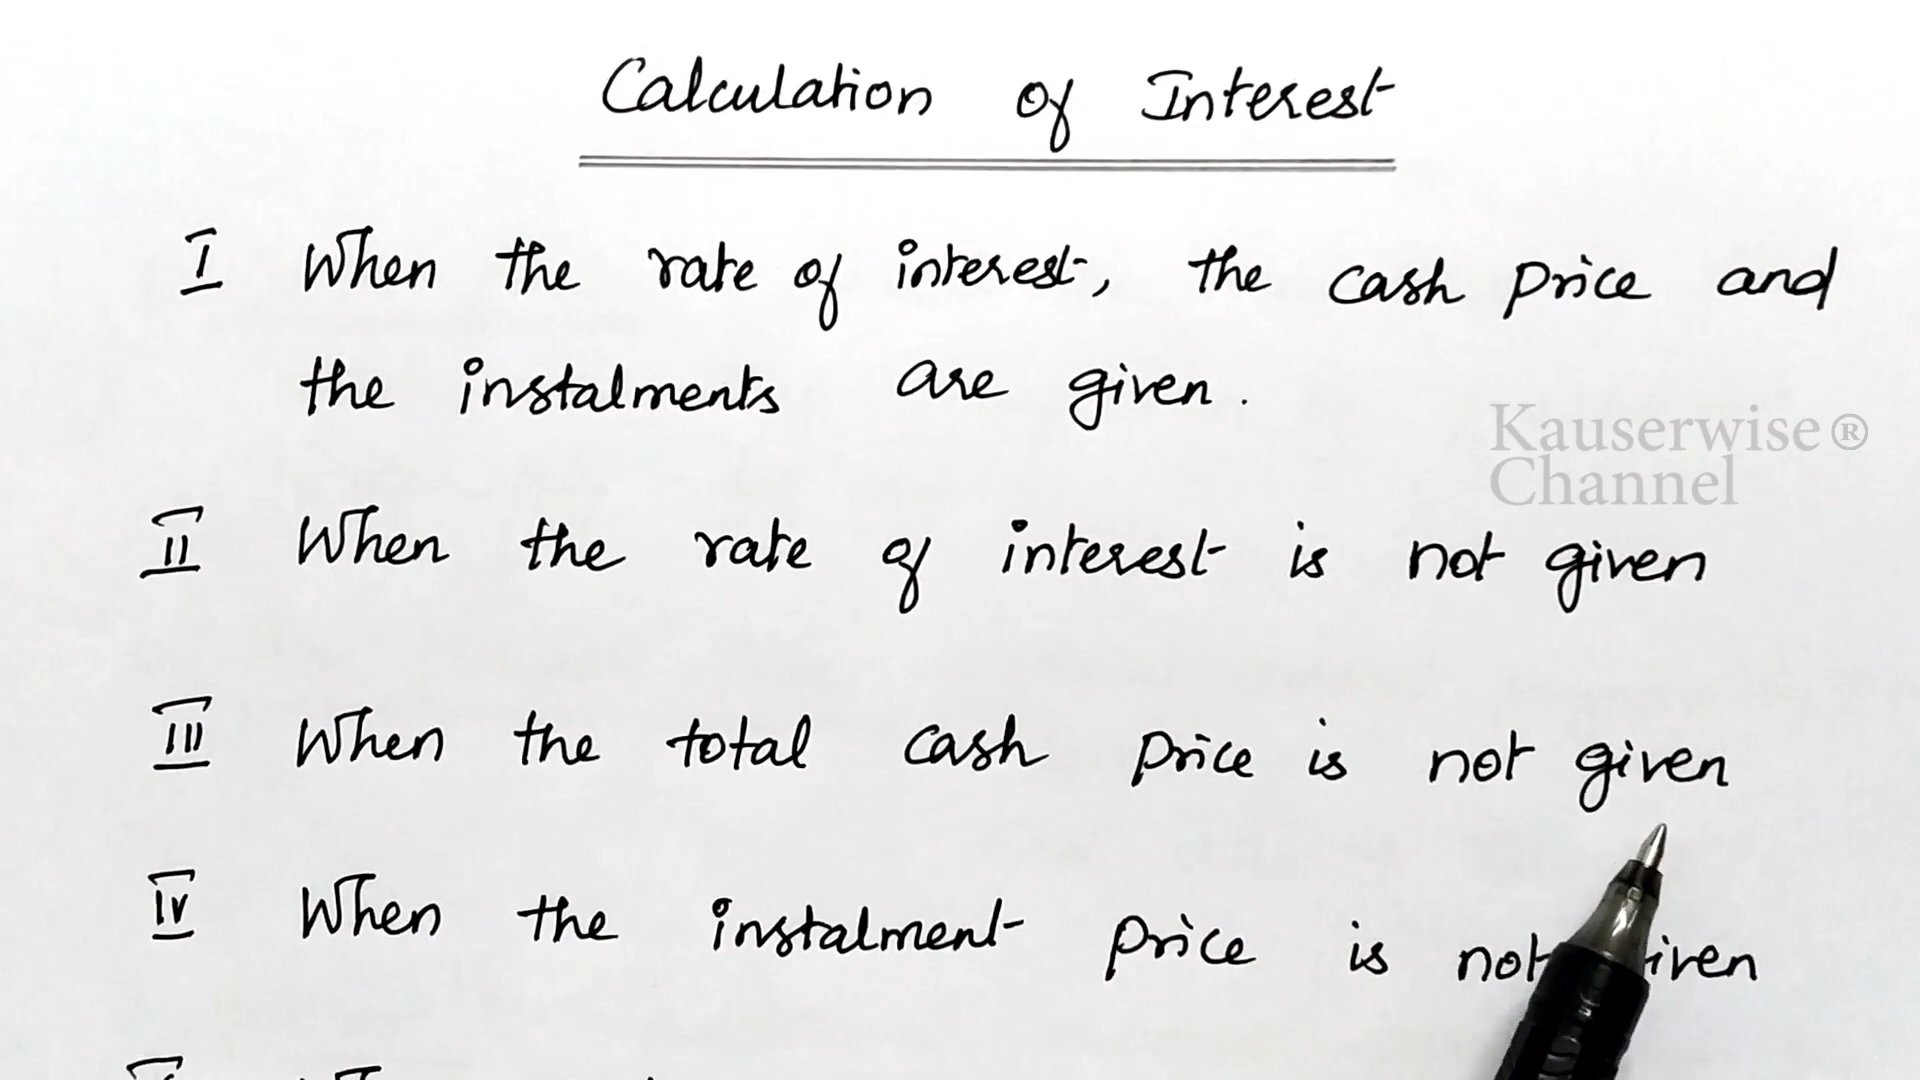 Calculation of Interest
I When the rate of interest, the cash price and
the instalments are given.
Kauserwise®
Channel
II When the rate of interest is not given
III When the total cash price is not given
IV When the instalment price is not given